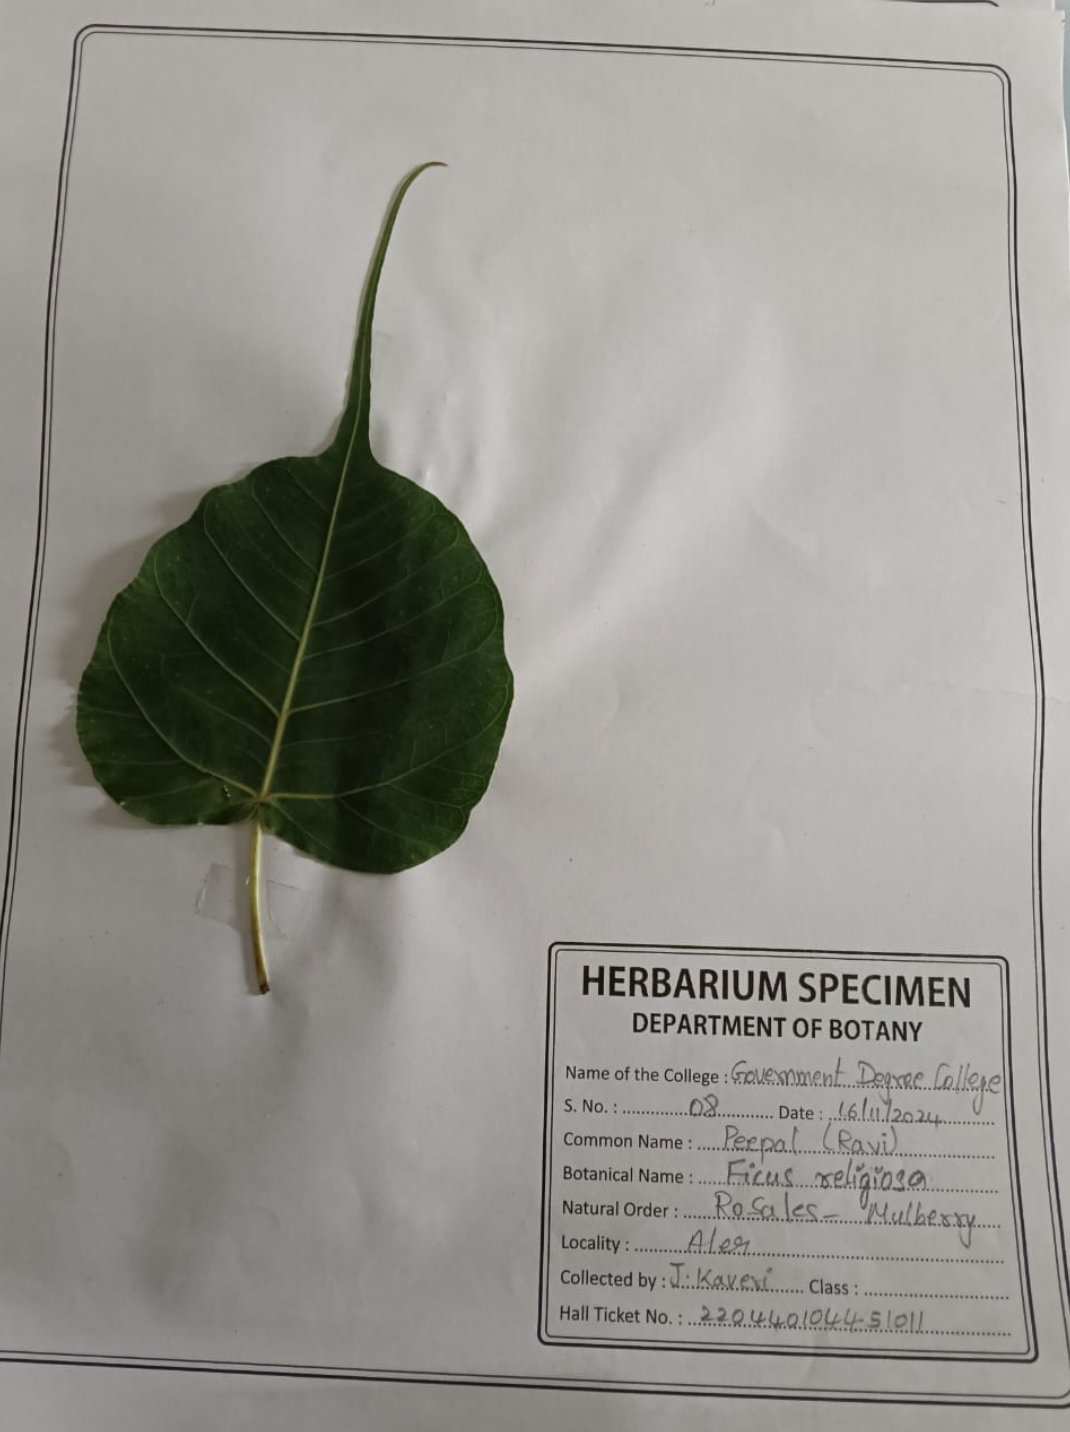 HERBARIUM SPECIMEN
DEPARTMENT OF BOTANY
Name of the College : Government Degree College
S. No. : 08 Date : 16/11/2024
Common Name : Peepal (Ravi)
Botanical Name : Ficus religiosa
Natural Order : Rosales - Mulberry
Locality : Aler
Collected by : J. Kaveri Class :
Hall Ticket No. : 2204401044-51011